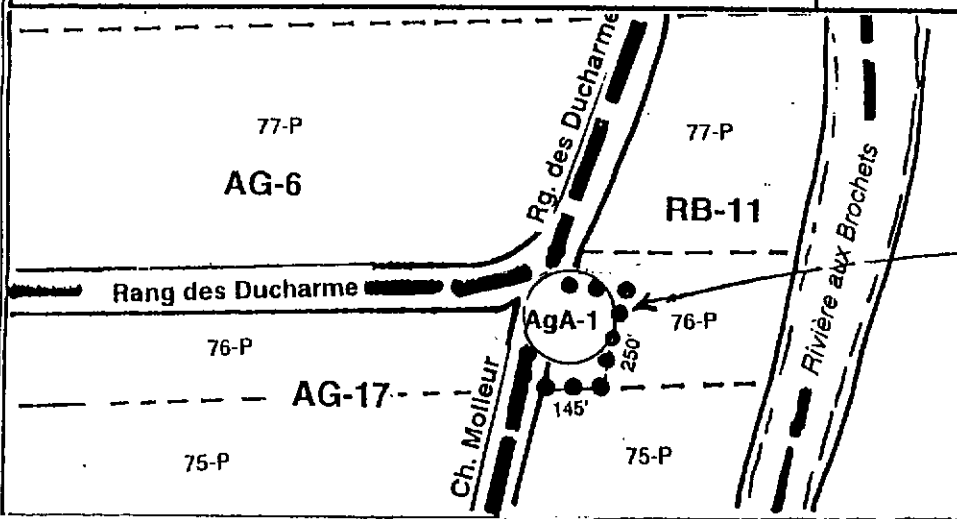 77-P
AG-6
Rg. des Ducharme
77-P
RB-11
Rivière aux Brochets
Rang des Ducharme
AgA-1
76-P
76-P
250'
AG-17
145'
Ch. Molleur
75-P
75-P